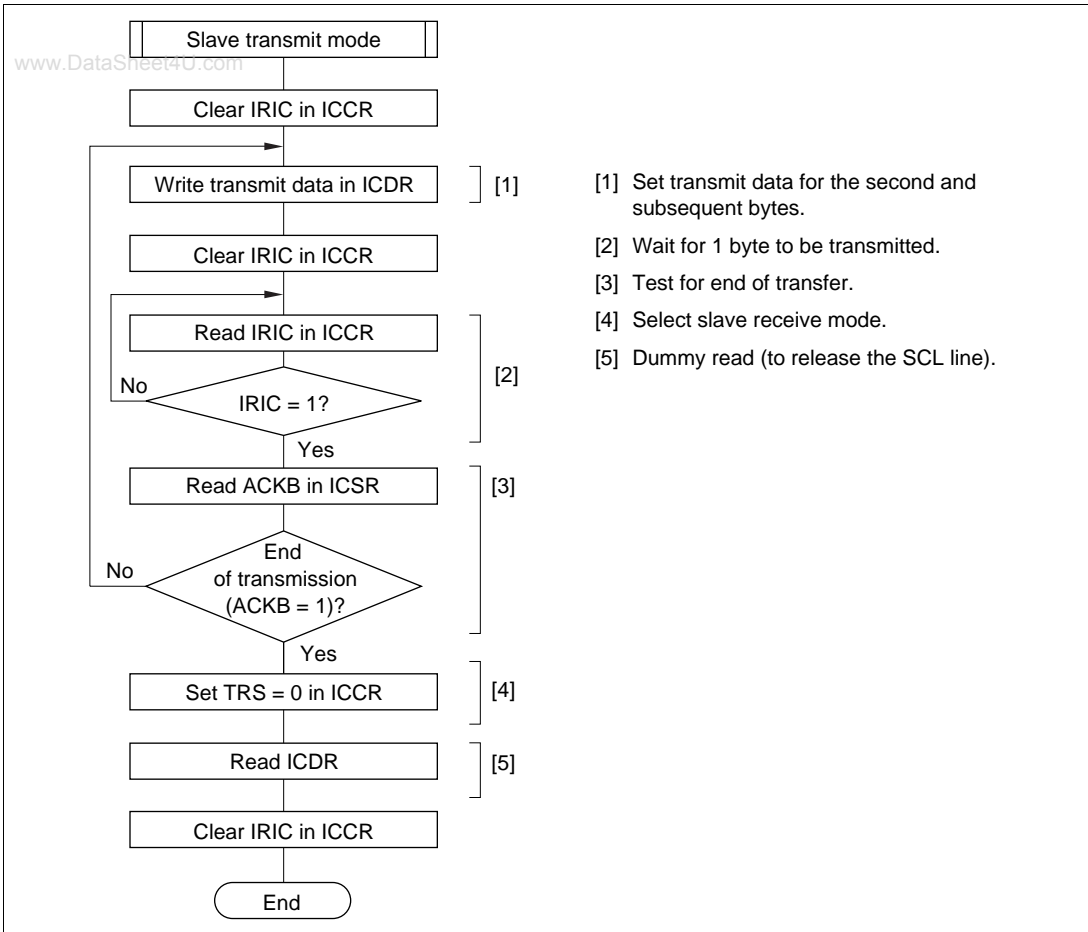 Slave transmit mode
www.DataSheet4U.com
Clear IRIC in ICCR
Write transmit data in ICDR
[1]
Clear IRIC in ICCR
Read IRIC in ICCR
[2]
No
IRIC = 1?
Yes
Read ACKB in ICSR
[3]
No
End
of transmission
(ACKB = 1)?
Yes
Set TRS = 0 in ICCR
[4]
Read ICDR
[5]
Clear IRIC in ICCR
End
[1] Set transmit data for the second and
subsequent bytes.
[2] Wait for 1 byte to be transmitted.
[3] Test for end of transfer.
[4] Select slave receive mode.
[5] Dummy read (to release the SCL line).